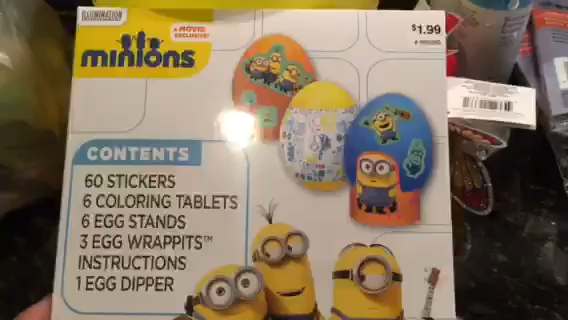 ILLUMINATION
minions
a MOVIE
EXCLUSIVE!
$1.99
CONTENTS
60 STICKERS
6 COLORING TABLETS
6 EGG STANDS
3 EGG WRAPPITS™
INSTRUCTIONS
1 EGG DIPPER